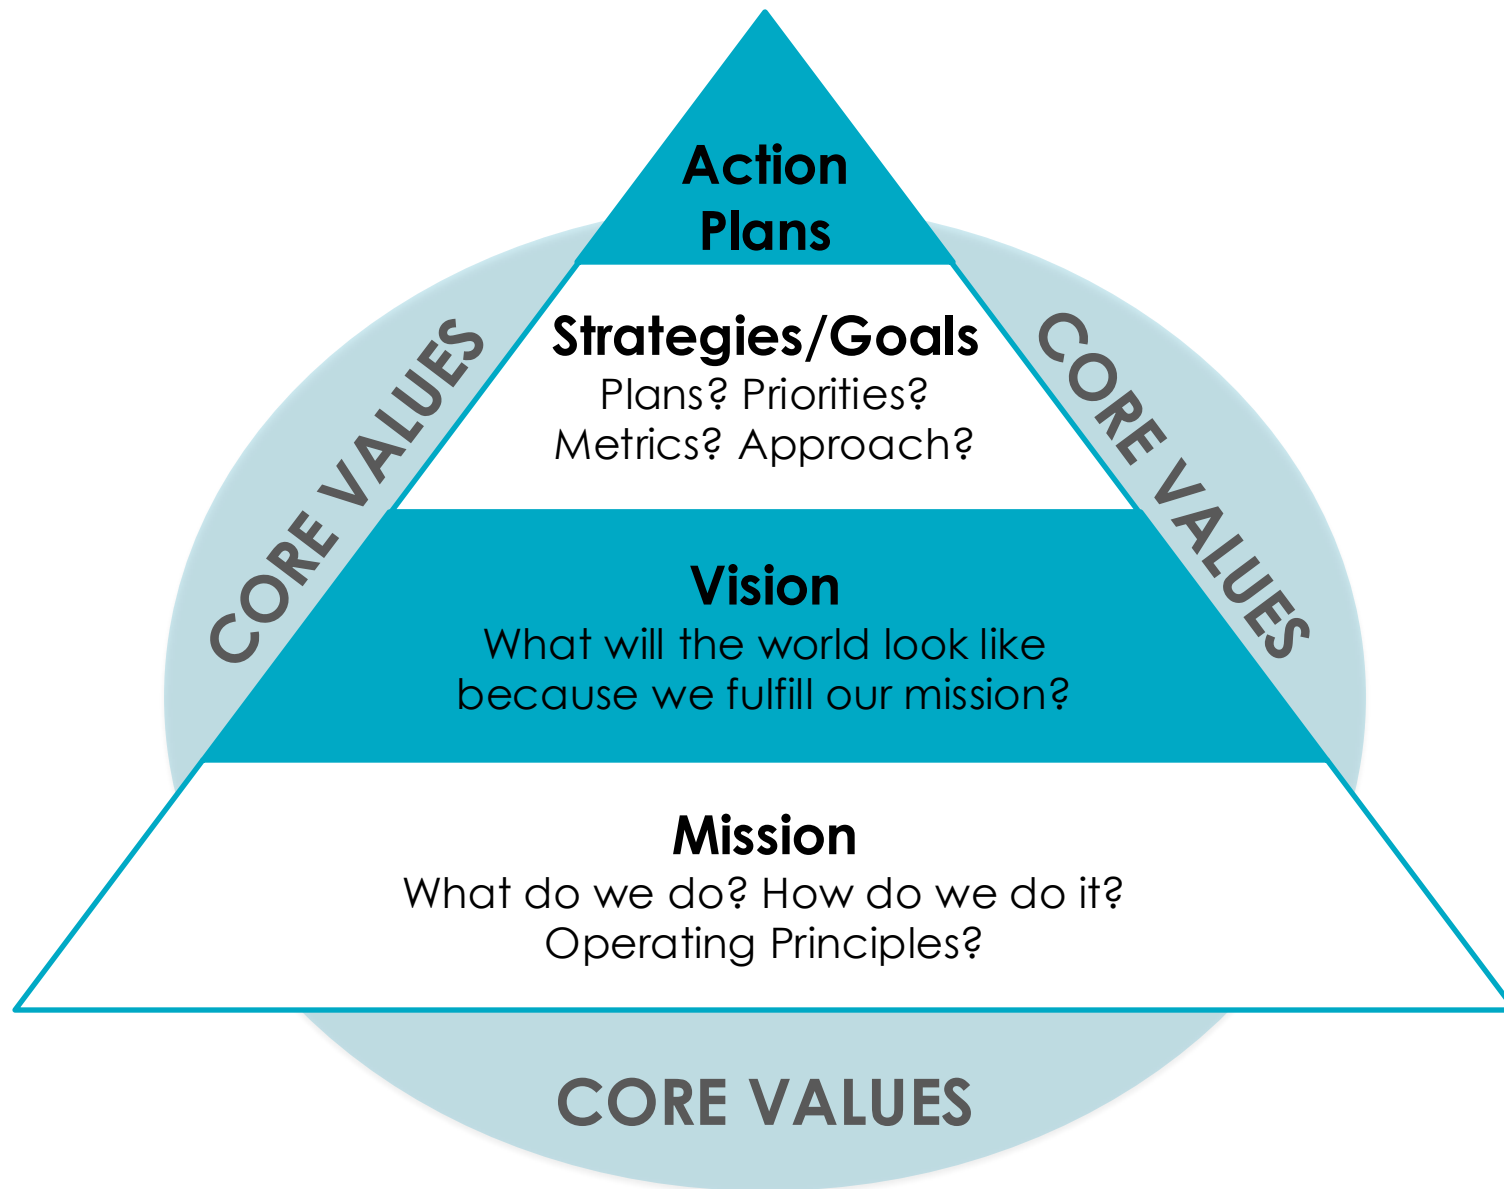 Action
Plans
Strategies/Goals
Plans? Priorities?
Metrics? Approach?
CORE VALUES
CORE VALUES
Vision
What will the world look like
because we fulfill our mission?
Mission
What do we do? How do we do it?
Operating Principles?
CORE VALUES